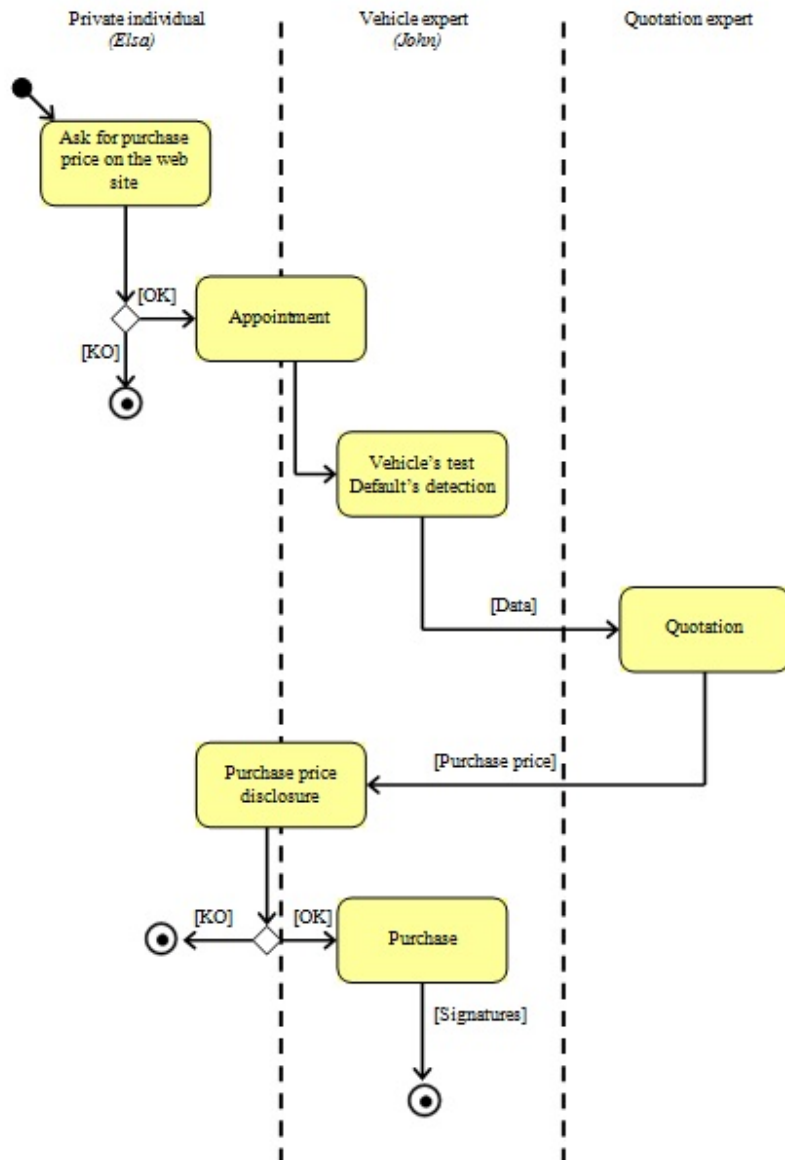 Private individual
(Elsa)
Vehicle expert
(John)
Quotation expert
Ask for purchase
price on the web
site
[OK]
Appointment
[KO]
Vehicle's test
Default's detection
[Data]
Quotation
[Purchase price]
Purchase price
disclosure
[KO]
[OK]
Purchase
[Signatures]